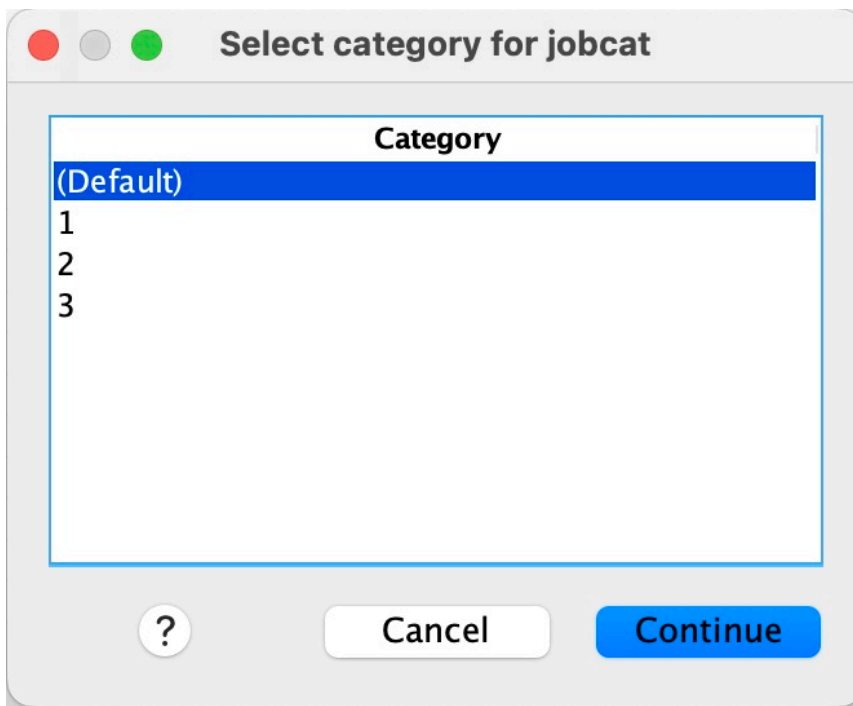 Select category for jobcat
Category
(Default)
1
2
3
?
Cancel
Continue